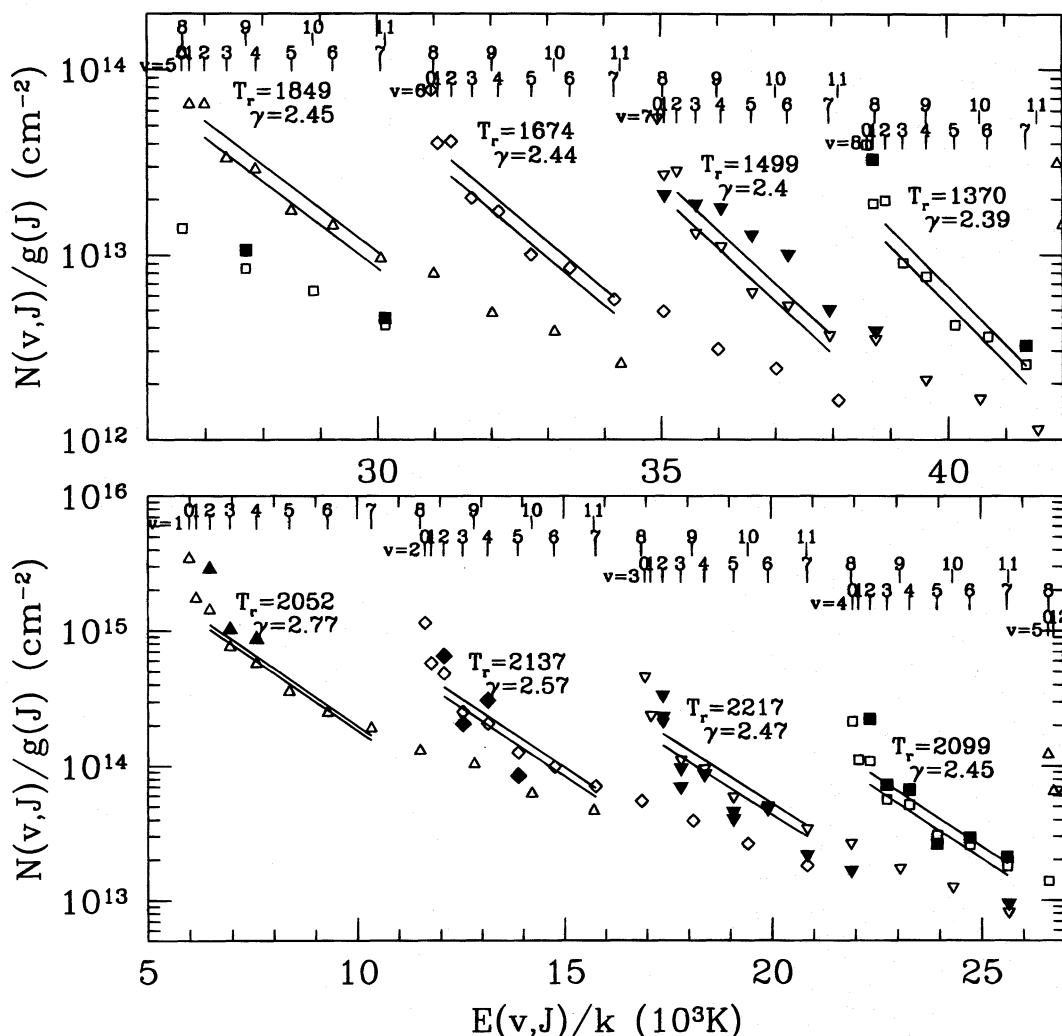 8 9 10 11
v=5 0 1 2 3 4 5 6 7
8 9 10 11
v=6 0 1 2 3 4 5 6 7
8 9 10 11
v=7 0 1 2 3 4 5 6 7
8 9 10 11
v=8 0 1 2 3 4 5 6 7
T_r=1849
γ=2.45
T_r=1674
γ=2.44
T_r=1499
γ=2.4
T_r=1370
γ=2.39
10^14
10^13
10^12
N(v,J)/g(J) (cm^−2)
30 35 40
10^16
10^15
10^14
10^13
N(v,J)/g(J) (cm^−2)
v=1 0 1 2 3 4 5 6 7
8 9 10 11
v=2 0 1 2 3 4 5 6 7
8 9 10 11
v=3 0 1 2 3 4 5 6 7
8 9 10 11
v=4 0 1 2 3 4 5 6 7
8
v=5 0 1 2
T_r=2052
γ=2.77
T_r=2137
γ=2.57
T_r=2217
γ=2.47
T_r=2099
γ=2.45
5 10 15 20 25
E(v,J)/k (10^3K)